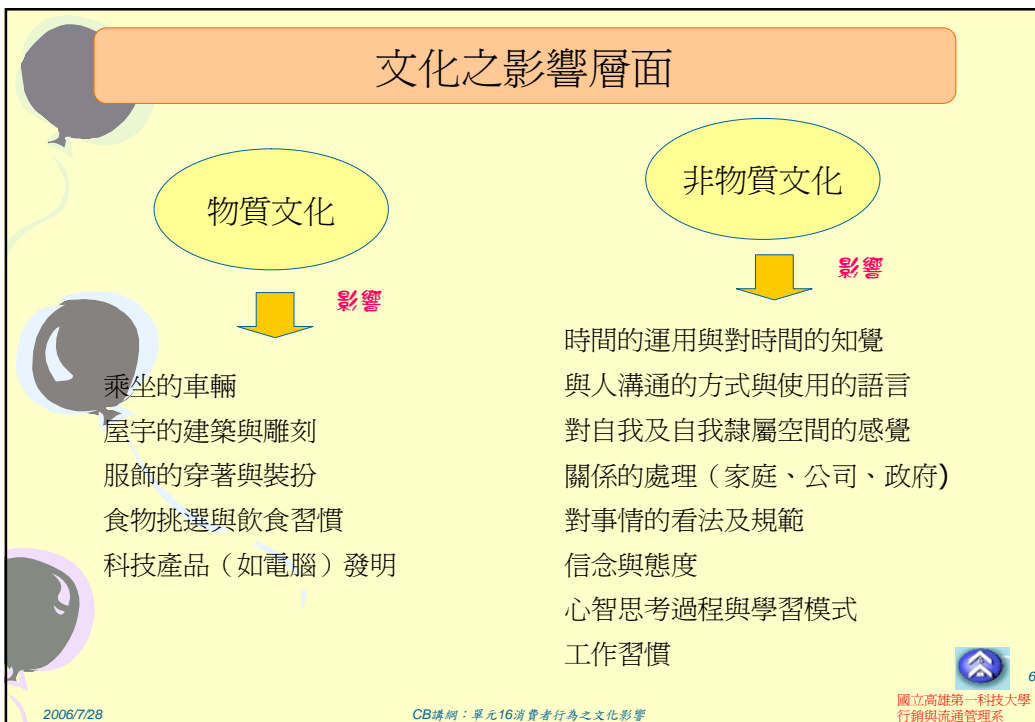 文化之影響層面
物質文化
影響
乘坐的車輛
屋宇的建築與雕刻
服飾的穿著與裝扮
食物挑選與飲食習慣
科技產品（如電腦）發明
非物質文化
影響
時間的運用與對時間的知覺
與人溝通的方式與使用的語言
對自我及自我隸屬空間的感覺
關係的處理（家庭、公司、政府)
對事情的看法及規範
信念與態度
心智思考過程與學習模式
工作習慣
2006/7/28
CB講綱：單元16消費者行為之文化影響
6
國立高雄第一科技大學
行銷與流通管理系